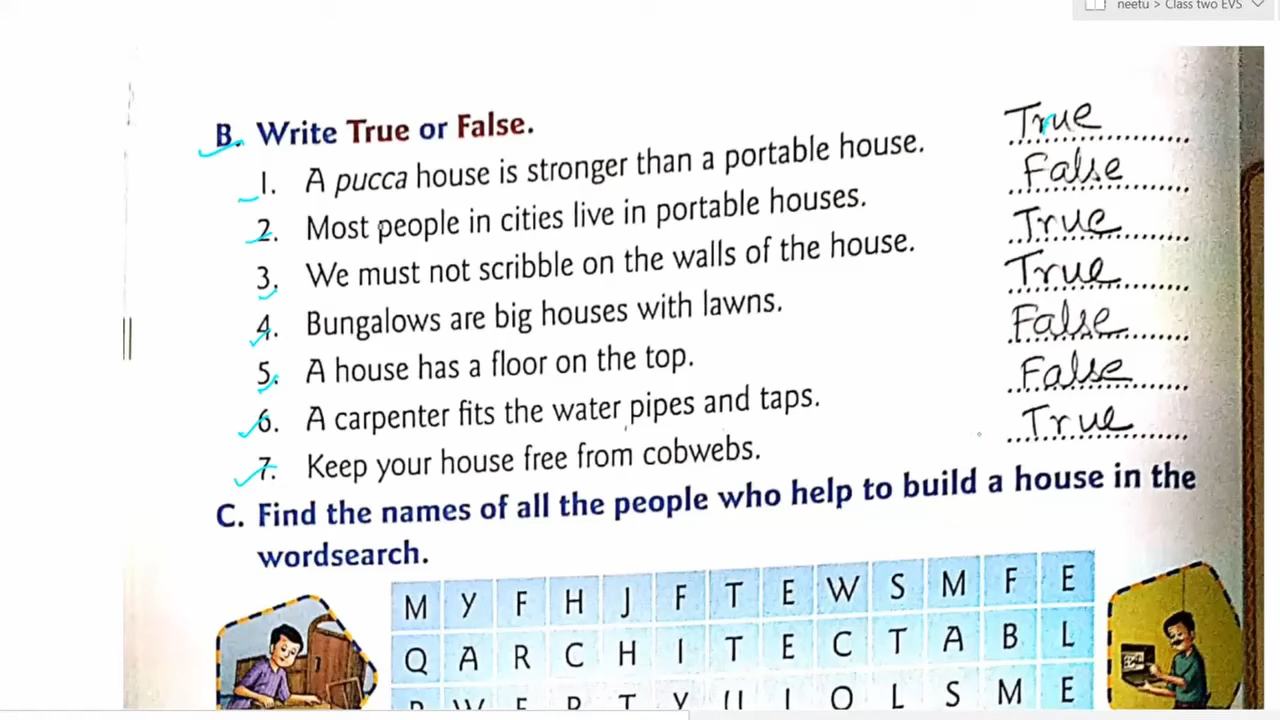 neetu > Class two EVS
B. Write True or False.
1. A pucca house is stronger than a portable house. True
2. Most people in cities live in portable houses. False
3. We must not scribble on the walls of the house. True
4. Bungalows are big houses with lawns. True
5. A house has a floor on the top. False
6. A carpenter fits the water pipes and taps. False
7. Keep your house free from cobwebs. True
C. Find the names of all the people who help to build a house in the
wordsearch.
M Y F H J F T E W S M F E
Q A R C H I T E C T A B L